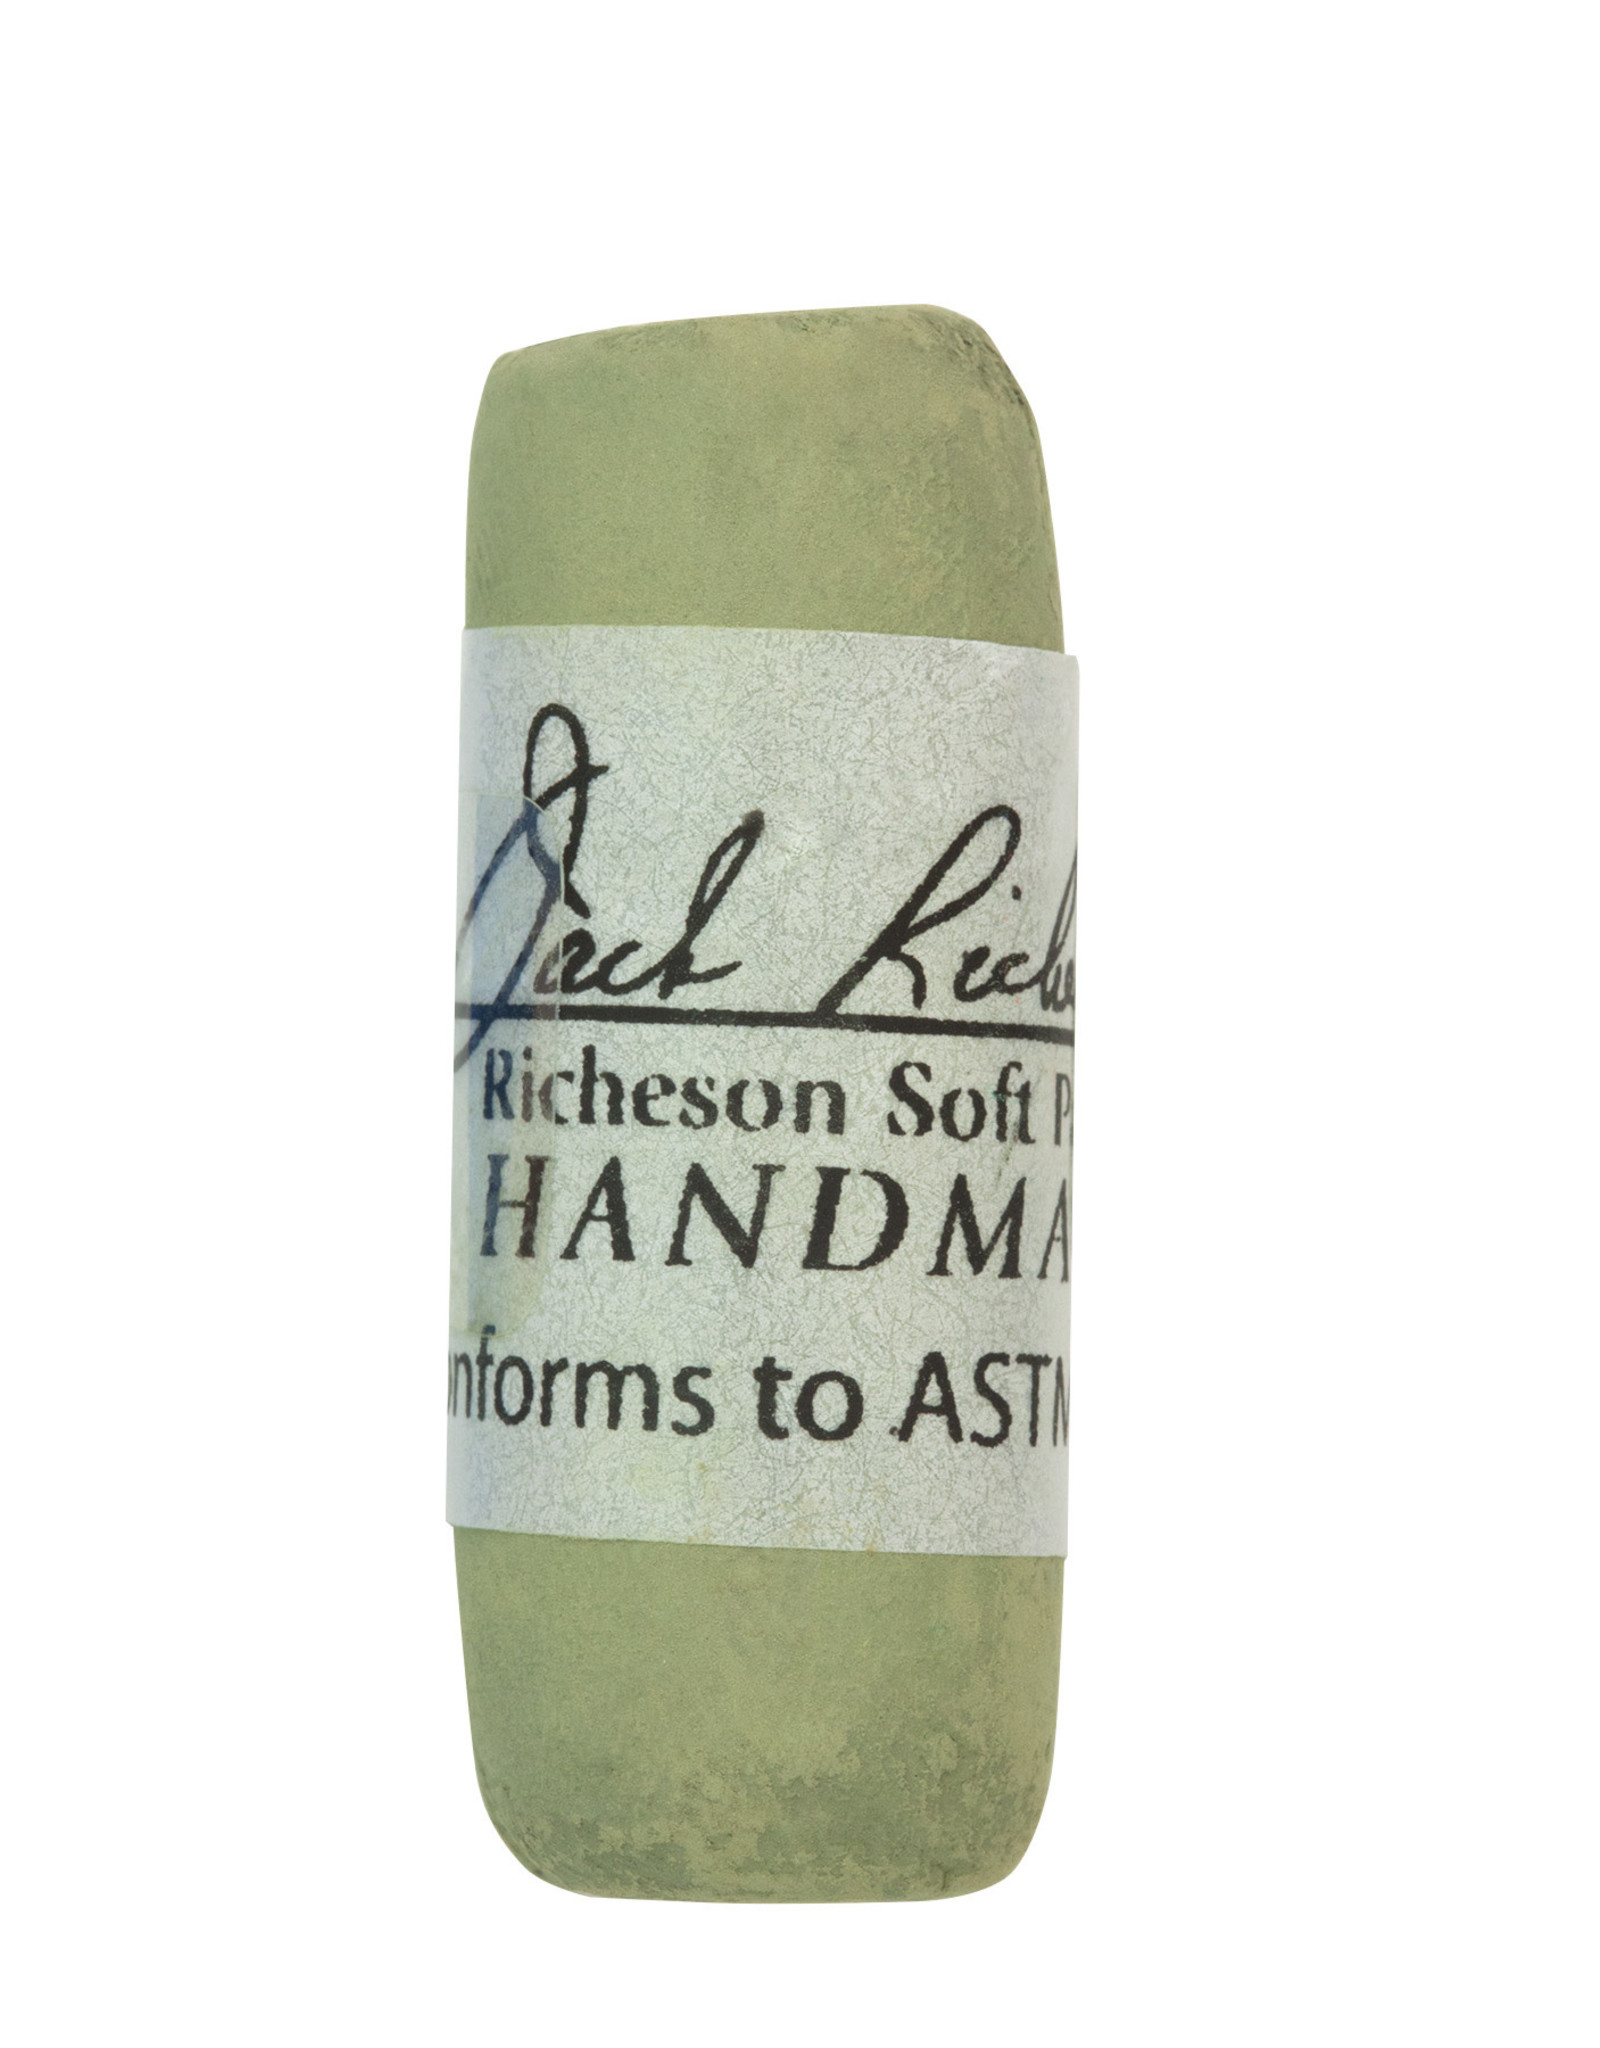 Jack Riche
Richeson Soft P
HANDMA
onforms to ASTM